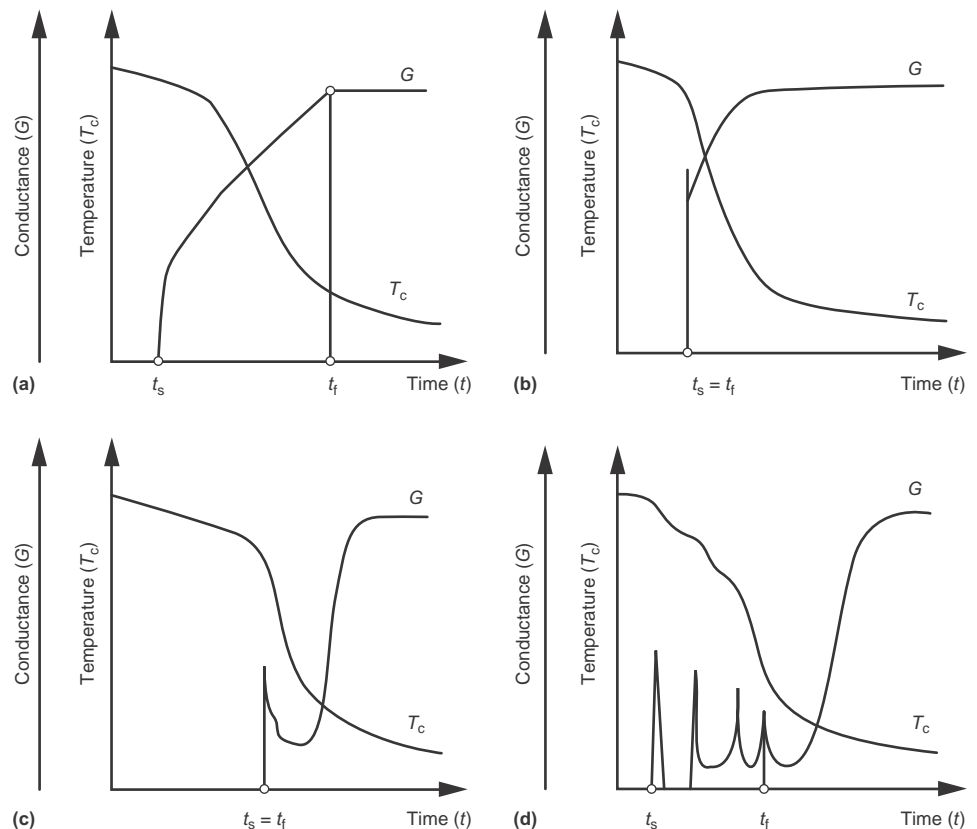 Conductance (G)
Temperature (Tc)
G
Tc
(a)
ts
tf
Time (t)
Conductance (G)
Temperature (Tc)
G
Tc
(b)
ts = tf
Time (t)
Conductance (G)
Temperature (Tc)
G
Tc
(c)
ts = tf
Time (t)
Conductance (G)
Temperature (Tc)
G
Tc
(d)
ts
tf
Time (t)